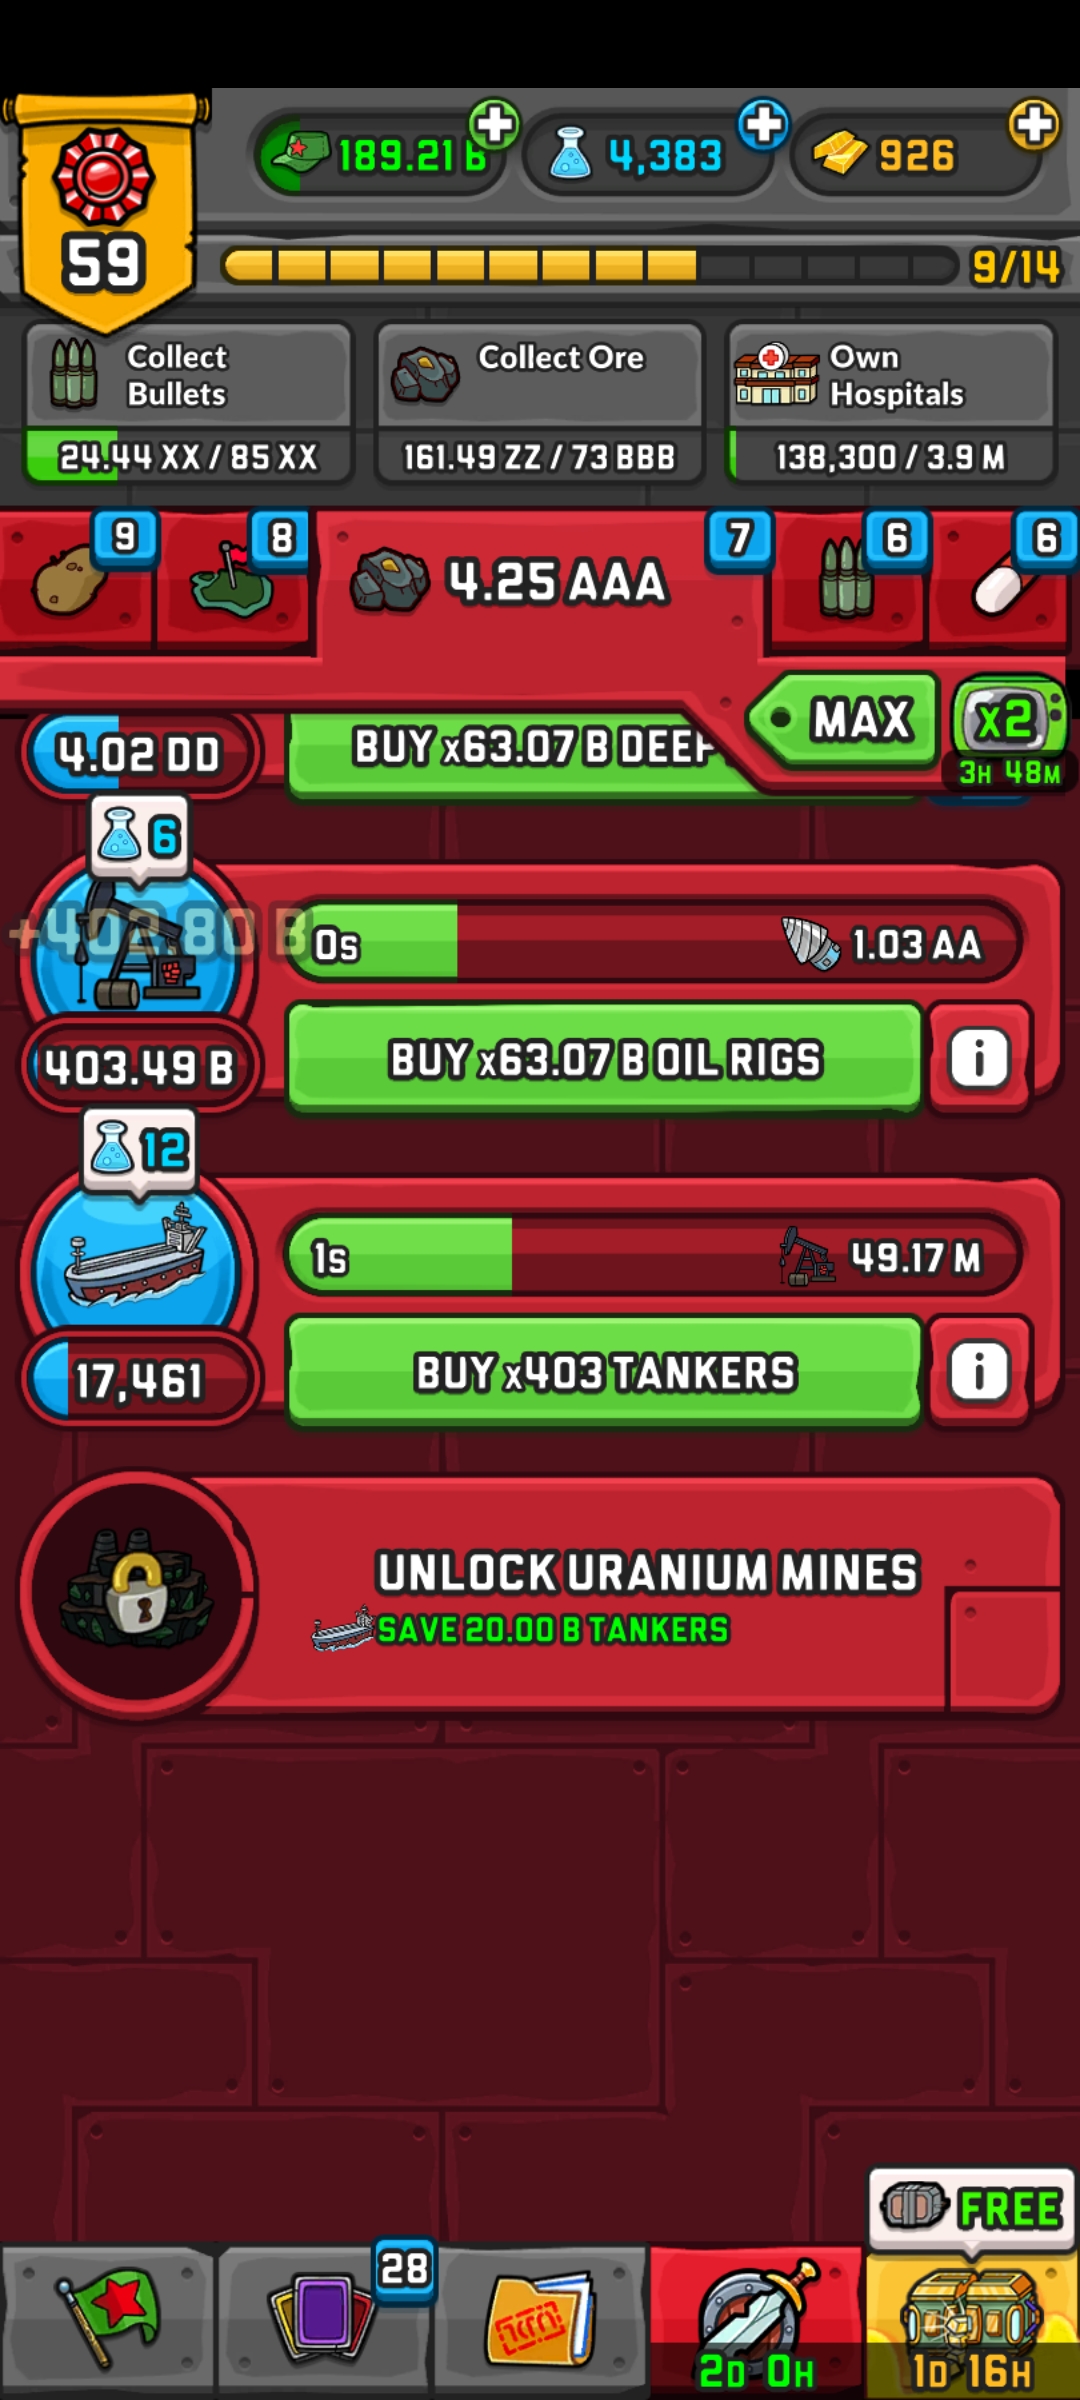 189.21 B
4,383
926
59
9/14
Collect
Bullets
24.44 XX / 85 XX
Collect Ore
161.49 ZZ / 73 BBB
Own
Hospitals
138,300 / 3.9 M
9
8
4.25 AAA
7
6
6
MAX
x2
3H 48M
4.02 DD
BUY x63.07 B DEEP
6
+402.80 B
0s
1.03 AA
403.49 B
BUY x63.07 B OIL RIGS
i
12
1s
49.17 M
17,461
BUY x403 TANKERS
i
UNLOCK URANIUM MINES
SAVE 20.00 B TANKERS
FREE
28
2D 0H
1D 16H